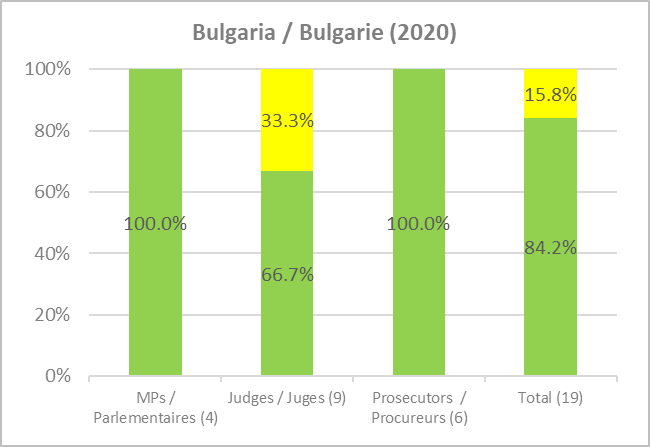 Bulgaria / Bulgarie (2020)
100%
80%
60%
40%
20%
0%
100.0%
33.3%
66.7%
100.0%
15.8%
84.2%
MPs /
Parlementaires (4)
Judges / Juges (9)
Prosecutors /
Procureurs (6)
Total (19)